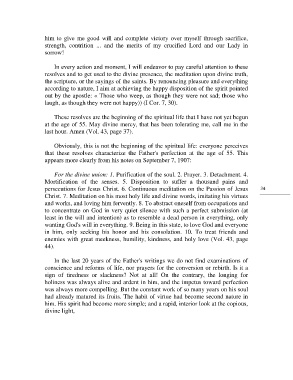 him to give me good will and complete victory over myself through sacrifice,
strength, contrition ... and the merits of my crucified Lord and our Lady in
sorrow!
In every action and moment, I will endeavor to pay careful attention to these
resolves and to get used to the divine presence, the meditation upon divine truth,
the scripture, or the sayings of the saints. By renouncing pleasure and everything
according to nature, I aim at achieving the happy disposition of the spirit pointed
out by the apostle: « Those who weep, as though they were not sad; those who
laugh, as though they were not happy)) (I Cor. 7, 30).
These resolves are the beginning of the spiritual life that I have not yet begun
at the age of 55. May divine mercy, that has been tolerating me, call me in the
last hour. Amen (Vol. 43, page 37).
Obviously, this is not the beginning of the spiritual life: everyone perceives
that these resolves characterize the Father's perfection at the age of 55. This
appears more clearly from his notes on September 7, 1907:
For the divine union: 1. Purification of the soul. 2. Prayer. 3. Detachment. 4.
Mortification of the senses. 5. Disposition to suffer a thousand pains and
persecutions for Jesus Christ. 6. Continuous meditation on the Passion of Jesus
Christ. 7. Meditation on his most holy life and divine words, imitating his virtues
and works, and loving him fervently. 8. To abstract oneself from occupations and
to concentrate on God in very quiet silence with such a perfect submission (at
least in the will and intention) as to resemble a dead person in everything, only
wanting God's will in everything. 9. Being in this state, to love God and everyone
in him, only seeking his honor and his consolation. 10. To treat friends and
enemies with great meekness, humility, kindness, and holy love (Vol. 43, page
44).
In the last 20 years of the Father's writings we do not find examinations of
conscience and reforms of life, nor prayers for the conversion or rebirth. Is it a
sign of tiredness or slackness? Not at all! On the contrary, the longing for
holiness was always alive and ardent in him, and the impetus toward perfection
was always more compelling. But the constant work of so many years on his soul
had already matured its fruits. The habit of virtue had become second nature in
him. His spirit had become more simple; and a rapid, interior look at the copious,
divine light,
34